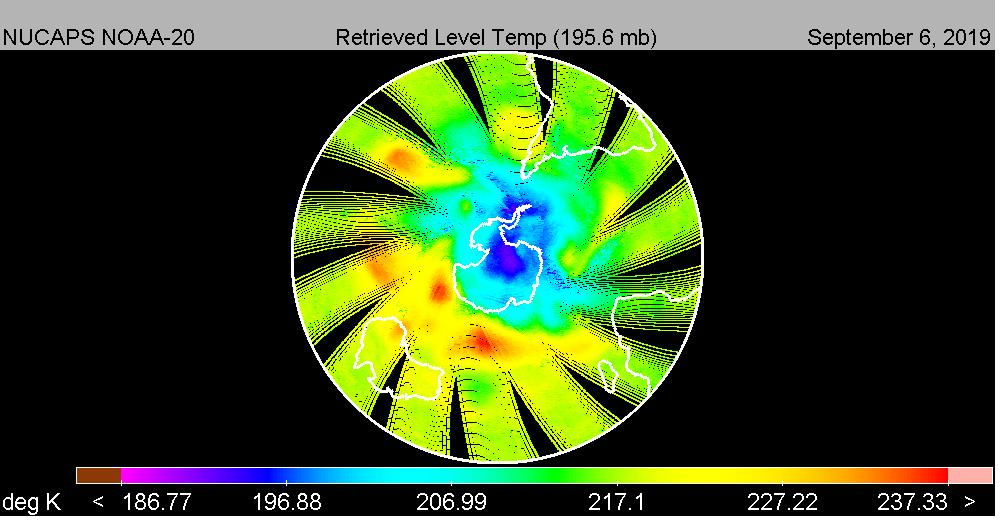 NUCAPS NOAA-20 Retrieved Level Temp (195.6 mb) September 6, 2019
deg K < 186.77 196.88 206.99 217.1 227.22 237.33 >